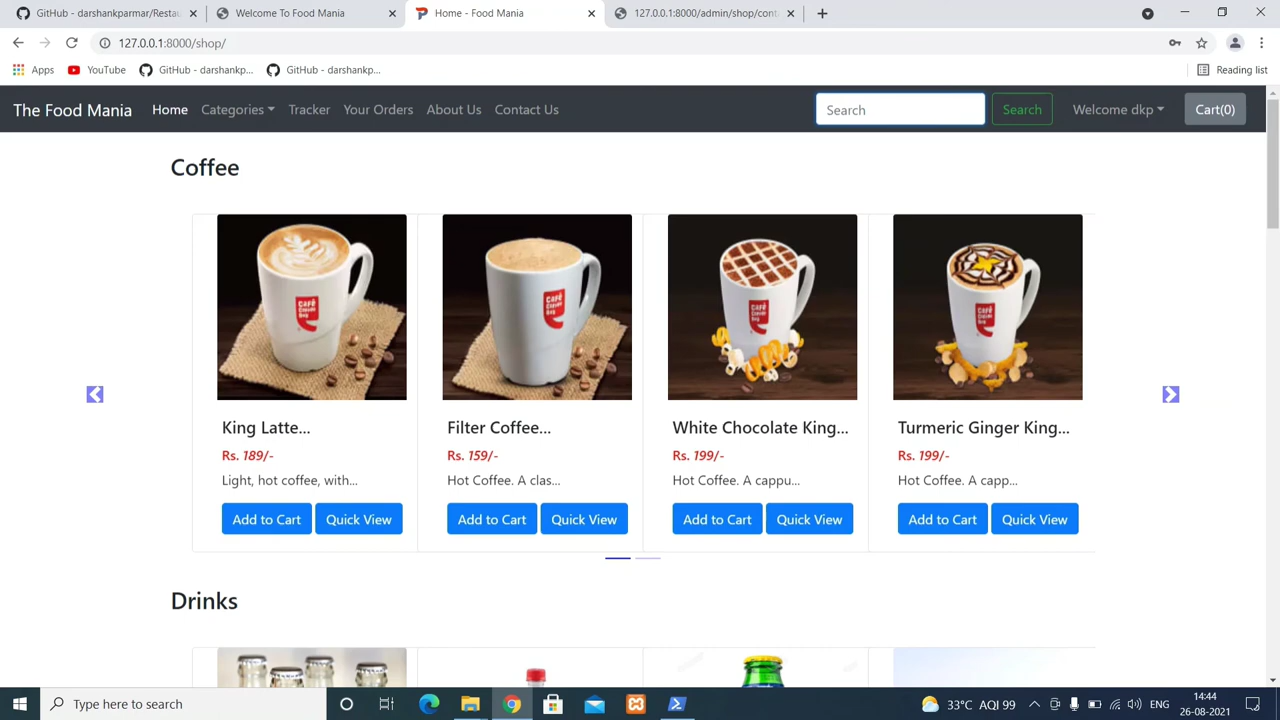 GitHub - darshankparmar/Restau
Welcome To Food Mania
Home - Food Mania
127.0.0.1:8000/admin/shop/cont
127.0.0.1:8000/shop/
Apps
YouTube
GitHub - darshankp...
GitHub - darshankp...
Reading list
The Food Mania
Home
Categories
Tracker
Your Orders
About Us
Contact Us
Search
Search
Welcome dkp
Cart(0)
Coffee
King Latte...
Rs. 189/-
Light, hot coffee, with...
Add to Cart
Quick View
Filter Coffee...
Rs. 159/-
Hot Coffee. A clas...
Add to Cart
Quick View
White Chocolate King...
Rs. 199/-
Hot Coffee. A cappu...
Add to Cart
Quick View
Turmeric Ginger King...
Rs. 199/-
Hot Coffee. A capp...
Add to Cart
Quick View
Drinks
Type here to search
33°C AQI 99
ENG
14:44
26-08-2021